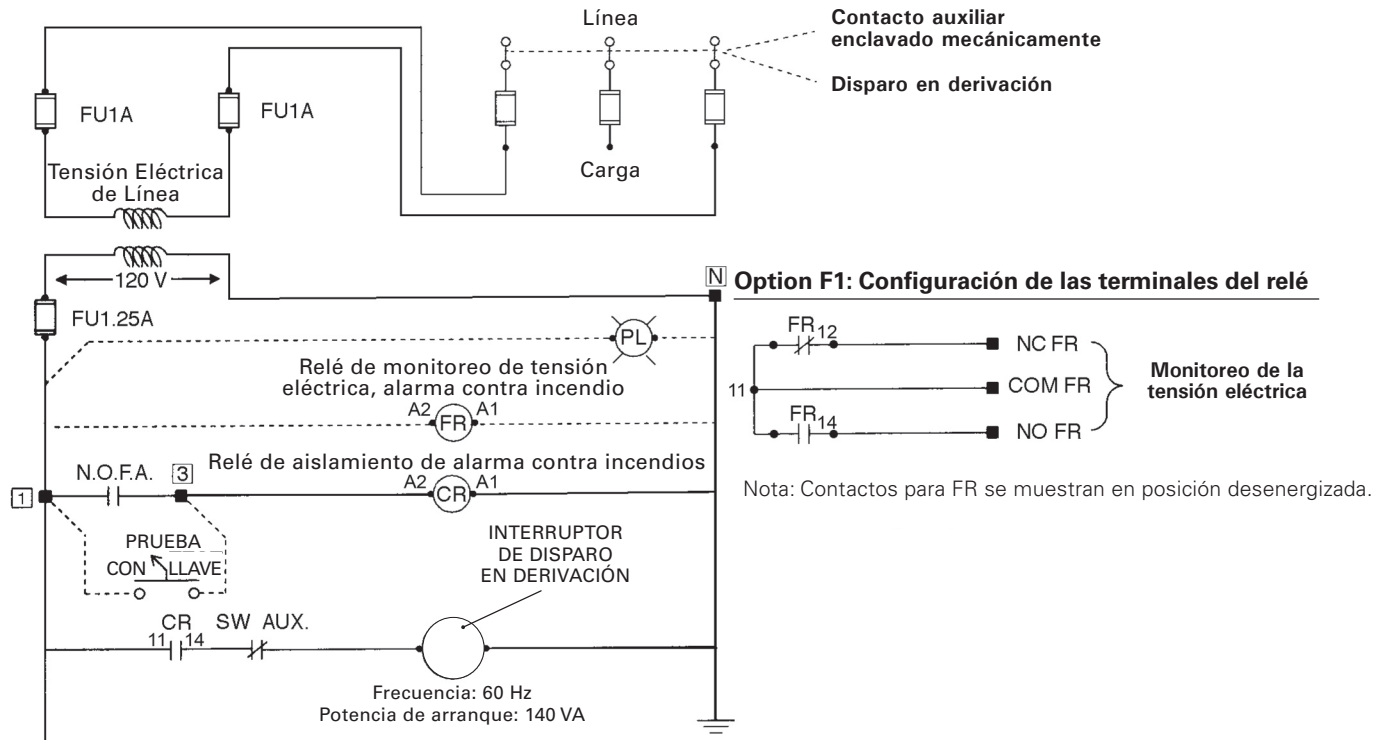 Línea
Contacto auxiliar
enclavado mecánicamente
Disparo en derivación
FU1A
FU1A
Tensión Eléctrica
de Línea
Carga
120 V
N
Option F1: Configuración de las terminales del relé
FU1.25A
PL
Relé de monitoreo de tensión
eléctrica, alarma contra incendio
A2 FR A1
FR 12
NC FR
11
COM FR
Monitoreo de la
tensión eléctrica
FR 14
NO FR
Relé de aislamiento de alarma contra incendios
1
N.O.F.A.
3
A2 CR A1
Nota: Contactos para FR se muestran en posición desenergizada.
PRUEBA
CON LLAVE
INTERRUPTOR
DE DISPARO
EN DERIVACIÓN
CR
11 14
SW AUX.
Frecuencia: 60 Hz
Potencia de arranque: 140 VA